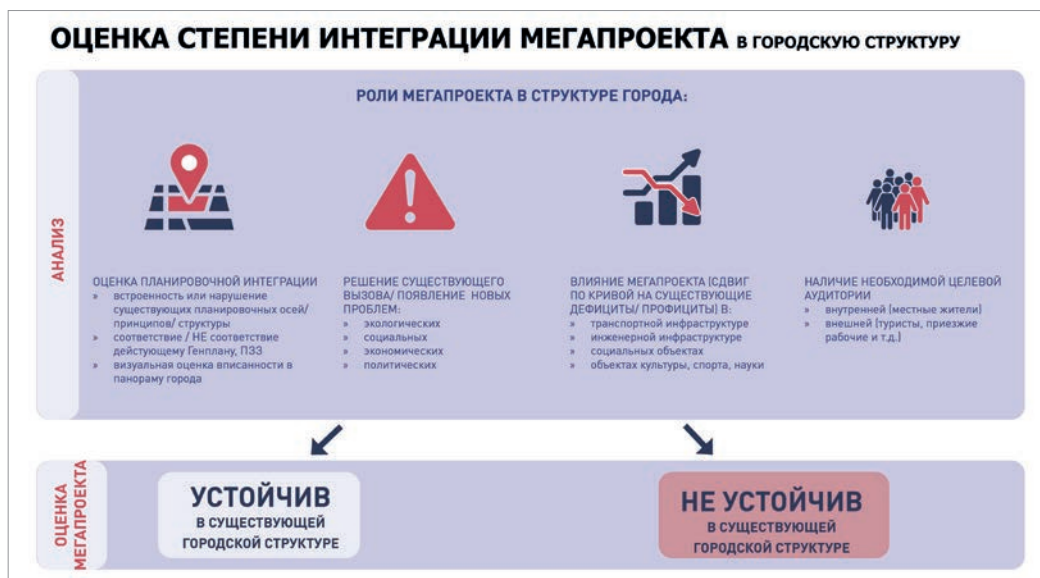 ОЦЕНКА СТЕПЕНИ ИНТЕГРАЦИИ МЕГАПРОЕКТА В ГОРОДСКУЮ СТРУКТУРУ
АНАЛИЗ
РОЛИ МЕГАПРОЕКТА В СТРУКТУРЕ ГОРОДА:
ОЦЕНКА ПЛАНИРОВОЧНОЙ ИНТЕГРАЦИИ
» встроенность или нарушение
существующих планировочных осей/
принципов/ структуры
» соответствие / НЕ соответствие
действующему Генплану, ПЗЗ
» визуальная оценка вписанности в
панораму города
РЕШЕНИЕ СУЩЕСТВУЮЩЕГО
ВЫЗОВА/ ПОЯВЛЕНИЕ НОВЫХ
ПРОБЛЕМ:
» экологических
» социальных
» экономических
» политических
ВЛИЯНИЕ МЕГАПРОЕКТА (СДВИГ
ПО КРИВОЙ НА СУЩЕСТВУЮЩИЕ
ДЕФИЦИТЫ/ ПРОФИЦИТЫ) В:
» транспортной инфраструктуре
» инженерной инфраструктуре
» социальных объектах
» объектах культуры, спорта, науки
НАЛИЧИЕ НЕОБХОДИМОЙ ЦЕЛЕВОЙ
АУДИТОРИИ
» внутренней (местные жители)
» внешней (туристы, приезжие
рабочие и т.д.)
ОЦЕНКА
МЕГАПРОЕКТА
УСТОЙЧИВ
В СУЩЕСТВУЮЩЕЙ
ГОРОДСКОЙ СТРУКТУРЕ
НЕ УСТОЙЧИВ
В СУЩЕСТВУЮЩЕЙ
ГОРОДСКОЙ СТРУКТУРЕ